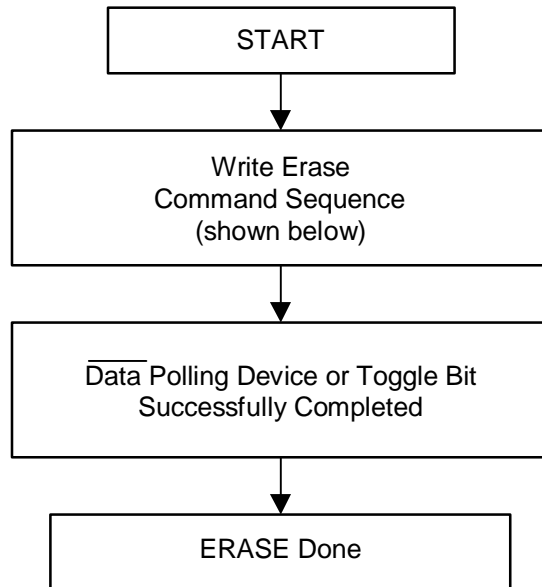 START
Write Erase
Command Sequence
(shown below)
Data Polling Device or Toggle Bit
Successfully Completed
ERASE Done